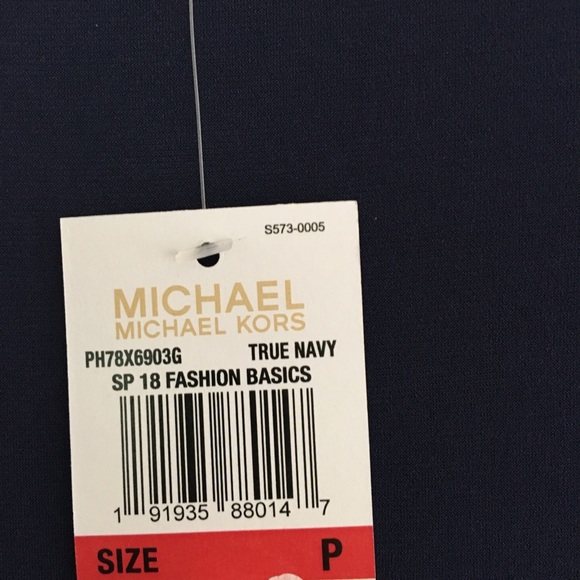 S573-0005
MICHAEL
MICHAEL KORS
PH78X6903G TRUE NAVY
SP 18 FASHION BASICS
1 91935 88014 7
SIZE P